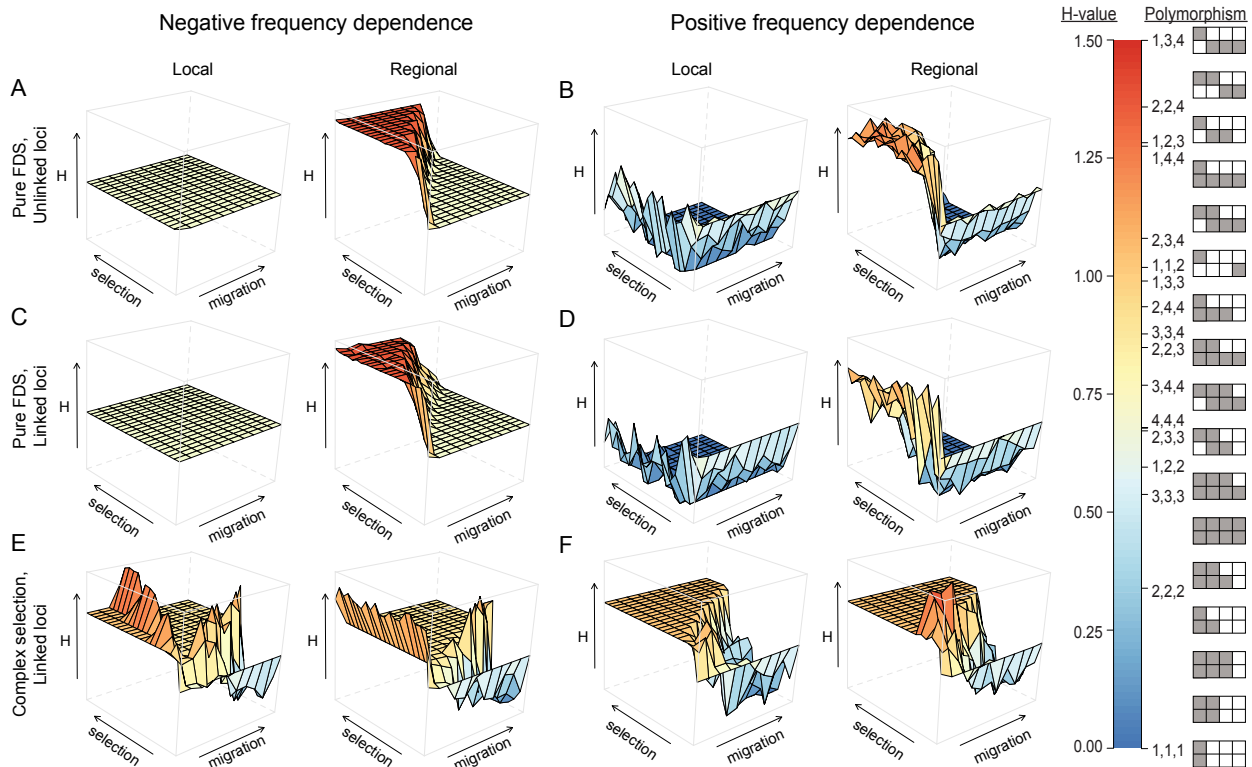 Negative frequency dependence
Positive frequency dependence
H-value
Polymorphism
Local
Regional
Local
Regional
A
Pure FDS,
Unlinked loci
H
selection
migration
H
selection
migration
B
H
selection
migration
H
selection
migration
C
Pure FDS,
Linked loci
H
selection
migration
H
selection
migration
D
H
selection
migration
H
selection
migration
E
Complex selection,
Linked loci
H
selection
migration
H
selection
migration
F
H
selection
migration
H
selection
migration
1.50
1.25
1.00
0.75
0.50
0.25
0.00
1,3,4
2,2,4
1,2,3
1,4,4
2,3,4
1,1,2
1,3,3
2,4,4
3,3,4
2,2,3
3,4,4
4,4,4
2,3,3
1,2,2
3,3,3
2,2,2
1,1,1